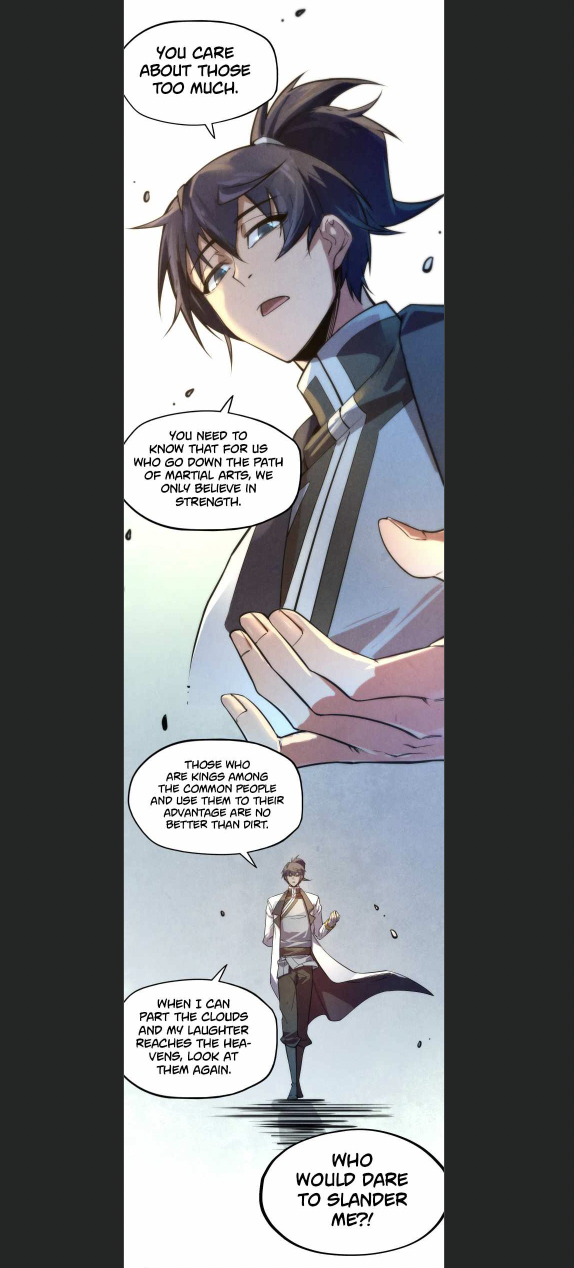 YOU CARE
ABOUT THOSE
TOO MUCH.
YOU NEED TO
KNOW THAT FOR US
WHO GO DOWN THE PATH
OF MARTIAL ARTS, WE
ONLY BELIEVE IN
STRENGTH.
THOSE WHO
ARE KINGS AMONG
THE COMMON PEOPLE
AND USE THEM TO THEIR
ADVANTAGE ARE NO
BETTER THAN DIRT.
WHEN I CAN
PART THE CLOUDS
AND MY LAUGHTER
REACHES THE HEA-
VENS, LOOK AT
THEM AGAIN.
WHO
WOULD DARE
TO SLANDER
ME?!